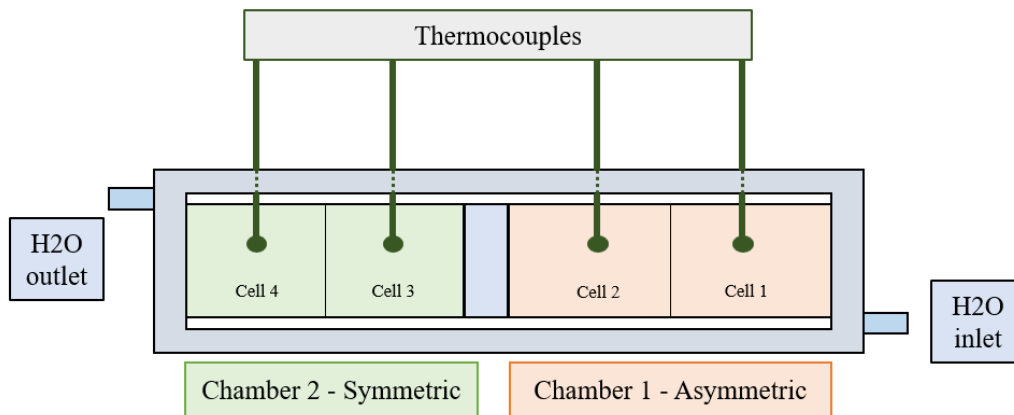 Thermocouples
H2O
outlet
Cell 4
Cell 3
Cell 2
Cell 1
H2O
inlet
Chamber 2 - Symmetric
Chamber 1 - Asymmetric